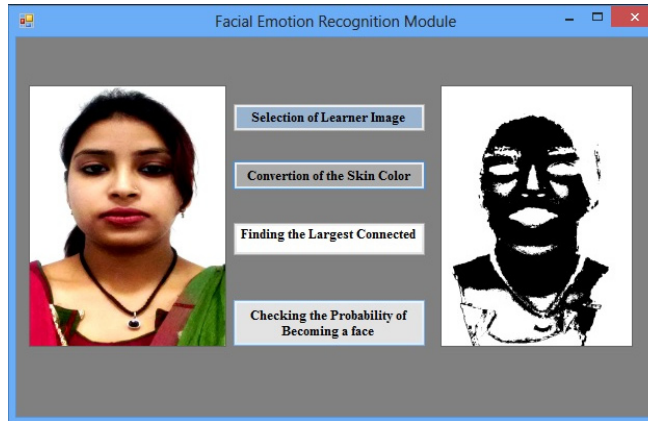 Facial Emotion Recognition Module
Selection of Learner Image
Convertion of the Skin Color
Finding the Largest Connected
Checking the Probability of
Becoming a face